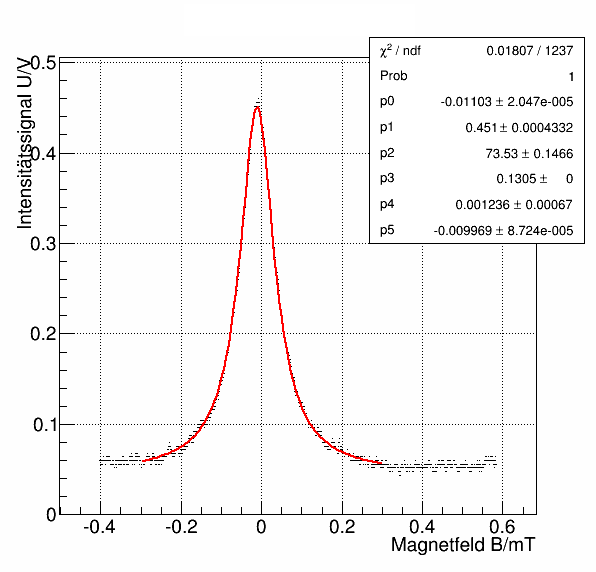 χ² / ndf 0.01807 / 1237
Prob 1
p0 -0.01103 ± 2.047e-005
p1 0.451 ± 0.0004332
p2 73.53 ± 0.1466
p3 0.1305 ± 0
p4 0.001236 ± 0.00067
p5 -0.009969 ± 8.724e-005
Intensitätssignal U/V
0.5
0.4
0.3
0.2
0.1
0
-0.4 -0.2 0 0.2 0.4 0.6
Magnetfeld B/mT